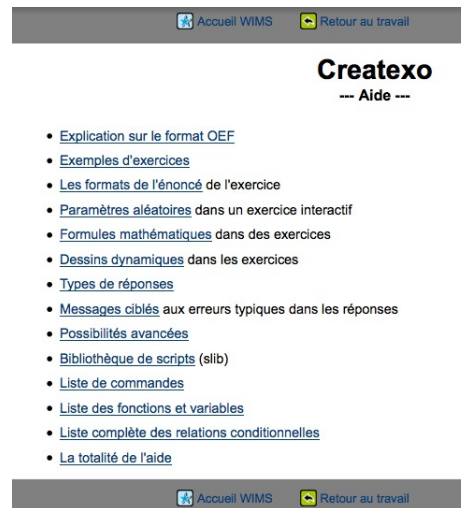 Accueil WIMS Retour au travail
Createxo
--- Aide ---
Explication sur le format OEF
Exemples d'exercices
Les formats de l'énoncé de l'exercice
Paramètres aléatoires dans un exercice interactif
Formules mathématiques dans des exercices
Dessins dynamiques dans les exercices
Types de réponses
Messages ciblés aux erreurs typiques dans les réponses
Possibilités avancées
Bibliothèque de scripts (slib)
Liste de commandes
Liste des fonctions et variables
Liste complète des relations conditionnelles
La totalité de l'aide
Accueil WIMS Retour au travail